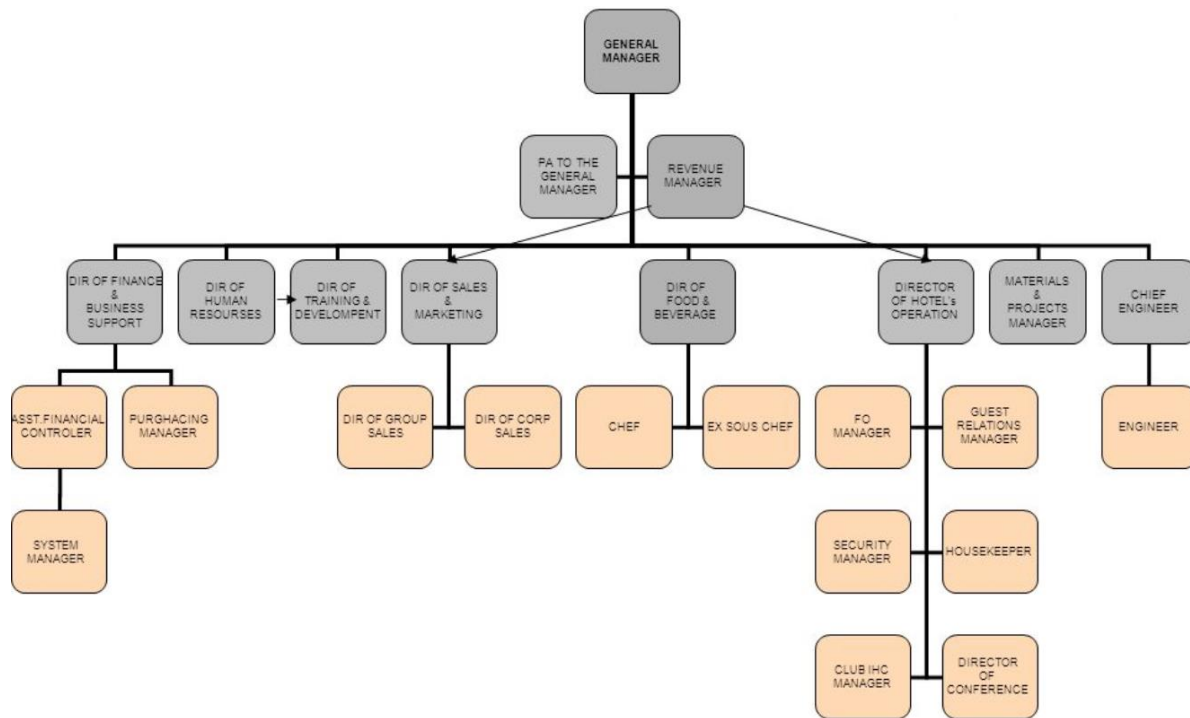 GENERAL
MANAGER
PA TO THE
GENERAL
MANAGER
REVENUE
MANAGER
DIR OF FINANCE
&
BUSINESS
SUPPORT
DIR OF
HUMAN
RESOURSES
DIR OF
TRAINING &
DEVELOMPENT
DIR OF SALES
&
MARKETING
DIR OF
FOOD &
BEVERAGE
DIRECTOR
OF HOTEL's
OPERATION
MATERIALS
&
PROJECTS
MANAGER
CHIEF
ENGINEER
ASST.FINANCIAL
CONTROLER
PURGHACING
MANAGER
DIR OF GROUP
SALES
DIR OF CORP
SALES
CHEF
EX SOUS CHEF
FO
MANAGER
GUEST
RELATIONS
MANAGER
ENGINEER
SYSTEM
MANAGER
SECURITY
MANAGER
HOUSEKEEPER
CLUB IHC
MANAGER
DIRECTOR
OF
CONFERENCE